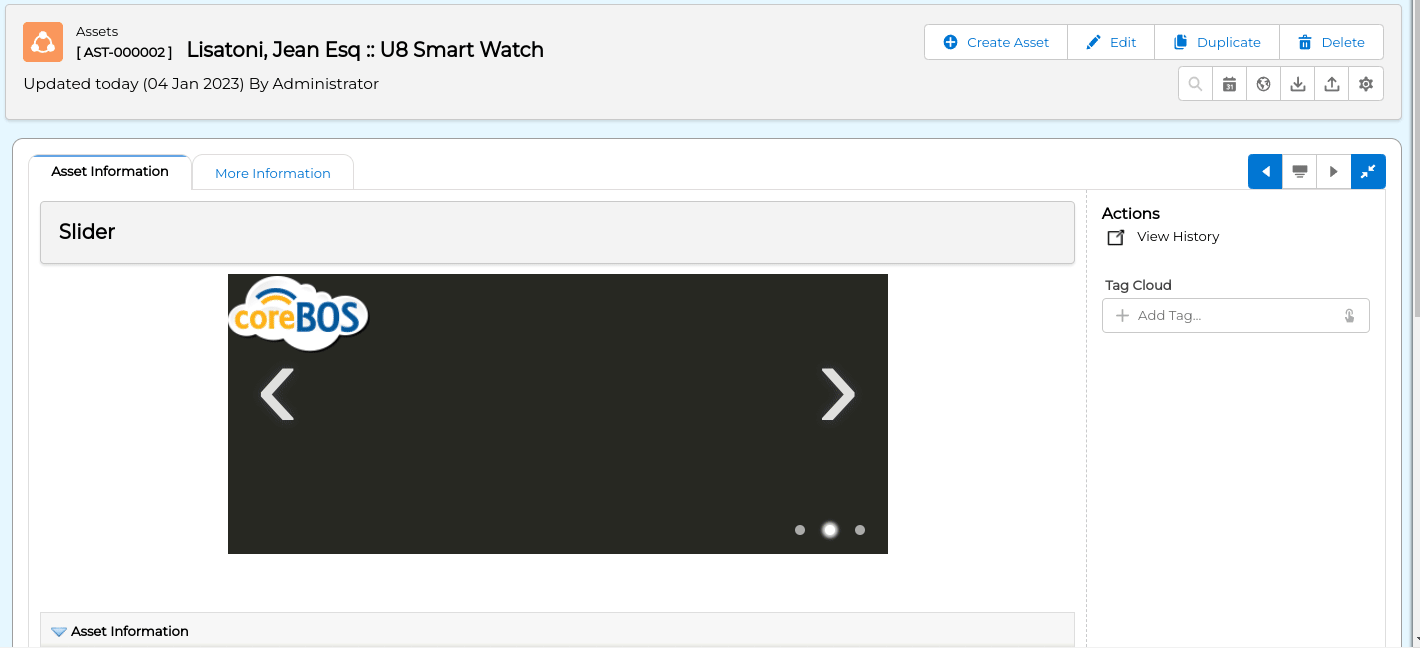 Assets
[ AST-000002 ] Lisatoni, Jean Esq :: U8 Smart Watch
Create Asset Edit Duplicate Delete
Updated today (04 Jan 2023) By Administrator
31
Asset Information More Information
Actions
Slider
View History
coreBOS
Tag Cloud
Add Tag...
Asset Information